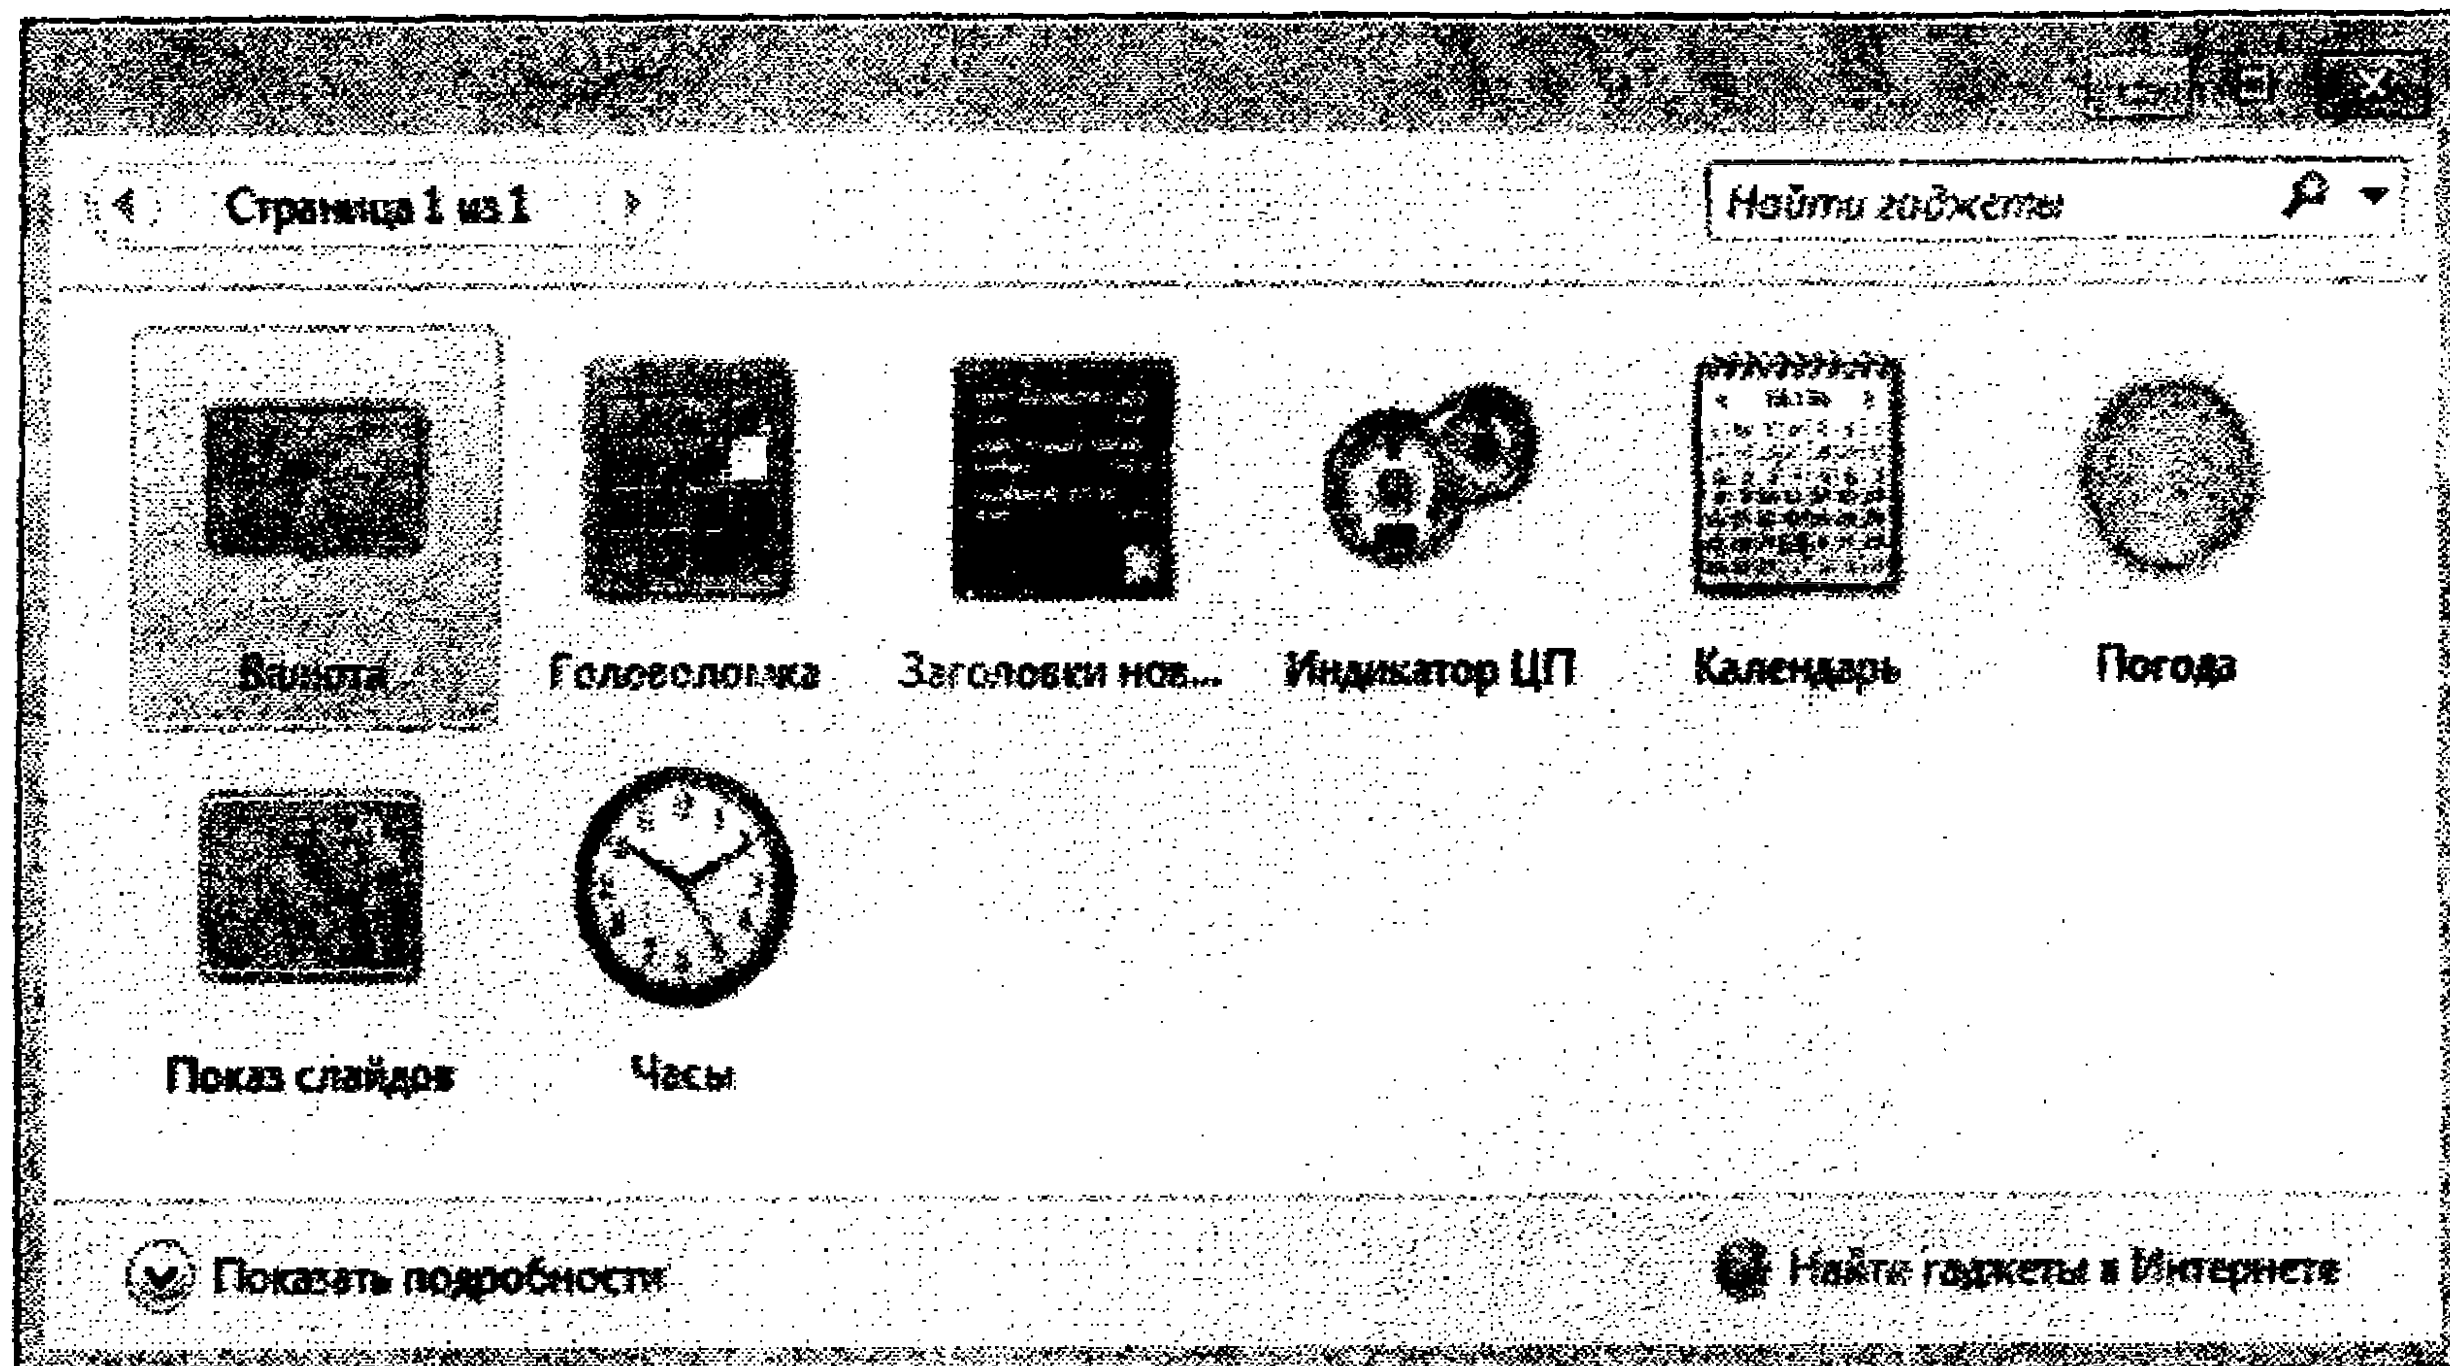 Страница 1 из 1
Найти гаджеты
Валюта Головоломка Заголовки нов... Индикатор ЦП Календарь Погода
Показ слайдов Часы
Показать подробности
Найти гаджеты в Интернете